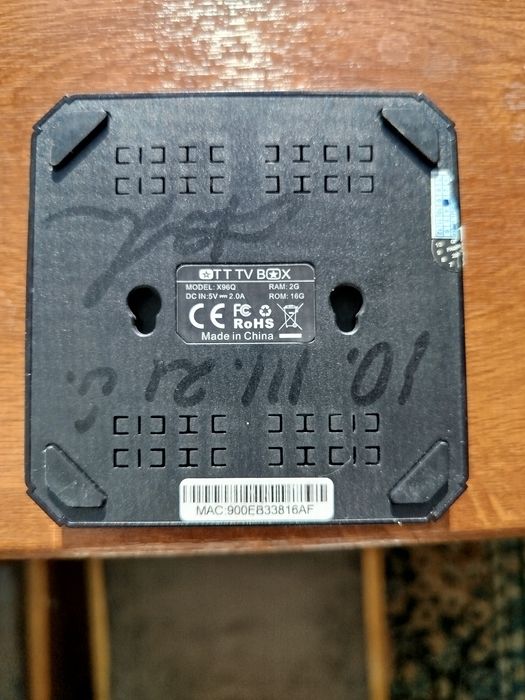 OTT TV BOX
MODEL: X96Q RAM: 2G
DC IN:5V⎓2.0A ROM: 16G
CE FC RoHS
Made in China
10. III. 21
MAC:900EB33816AF